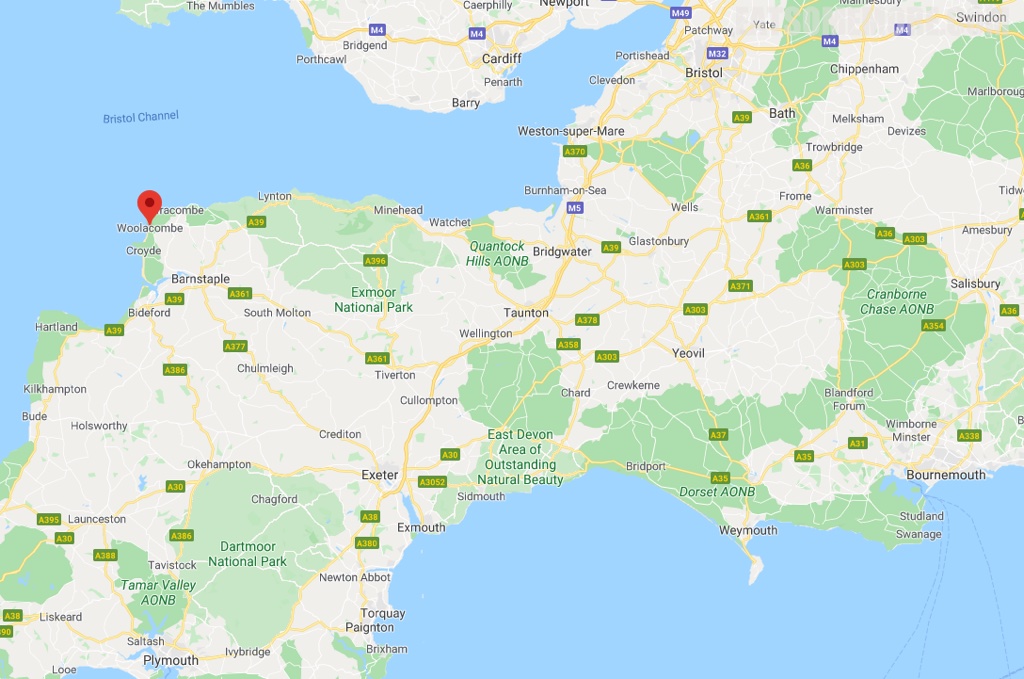 The Mumbles
Caerphilly
Newport
M49
Malmesbury
Swindon
M4
M4
Patchway
Yate
M4
M4
Bridgend
Cardiff
Portishead
M32
Porthcawl
Penarth
Clevedon
Bristol
Chippenham
Barry
Marlboroug
Bristol Channel
A39
Bath
Melksham
Weston-super-Mare
Devizes
A370
Trowbridge
A36
Burnham-on-Sea
Tidw
Lynton
Frome
racombe
Minehead
M5
Wells
Warminster
A39
Watchet
A361
Woolacombe
A36
A303
Amesbury
Croyde
Quantock
Hills AONB
Bridgwater
A39
Glastonbury
A396
A303
Barnstaple
Salisbury
A39
A361
Exmoor
National Park
A371
Cranborne
Chase AONB
Bideford
South Molton
Taunton
A303
A36
Hartland
A39
Wellington
A378
A354
A377
A358
A303
Yeovil
A361
A386
Chulmleigh
Tiverton
Kilkhampton
Chard
Crewkerne
Blandford
Forum
Cullompton
Bude
Holsworthy
Wimborne
Minster
Crediton
East Devon
Area of
Outstanding
Natural Beauty
A37
A31
A338
A30
A35
Okehampton
Exeter
Bridport
A35
Bournemouth
A3052
A30
Sidmouth
Dorset AONB
Chagford
A395
Launceston
A38
Exmouth
Studland
A30
A386
A380
Weymouth
Swanage
A388
Dartmoor
National Park
Tavistock
Newton Abbot
Tamar Valley
AONB
A38
Liskeard
Torquay
390
Paignton
Saltash
Ivybridge
Brixham
Plymouth
Looe